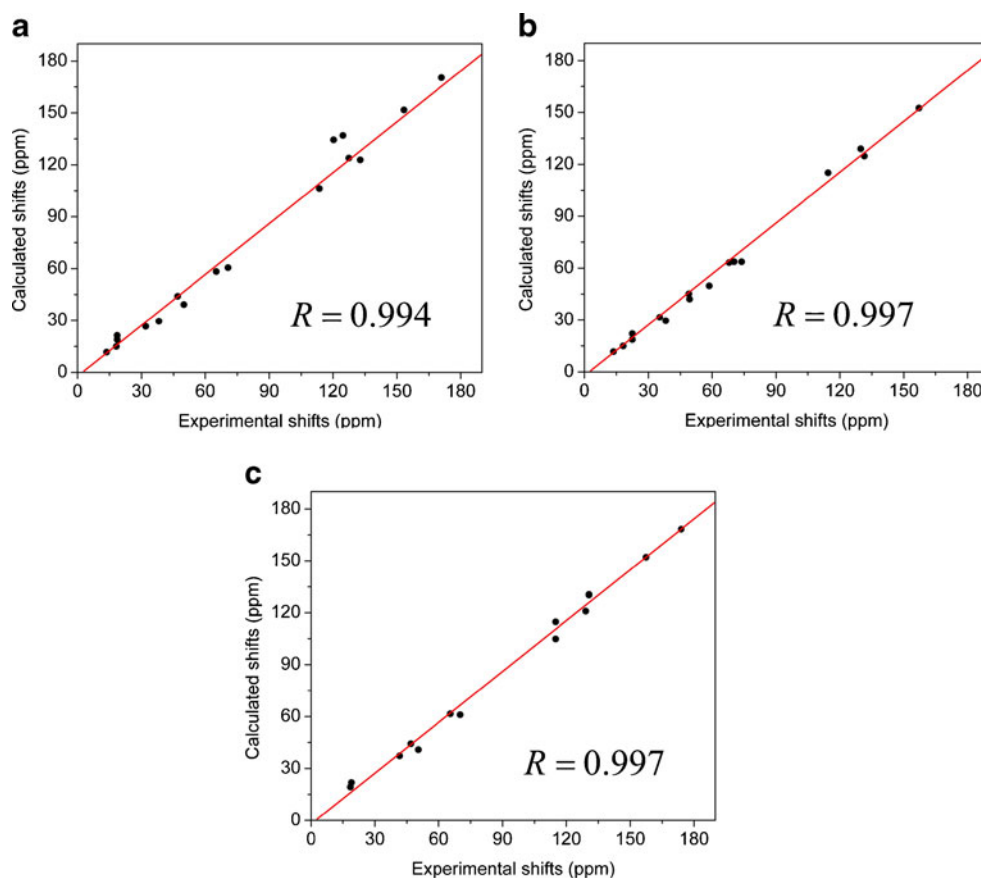 a
180
150
120
90
60
30
0
Calculated shifts (ppm)
R = 0.994
0 30 60 90 120 150 180
Experimental shifts (ppm)
b
180
150
120
90
60
30
0
Calculated shifts (ppm)
R = 0.997
0 30 60 90 120 150 180
Experimental shifts (ppm)
c
180
150
120
90
60
30
0
Calculated shifts (ppm)
R = 0.997
0 30 60 90 120 150 180
Experimental shifts (ppm)